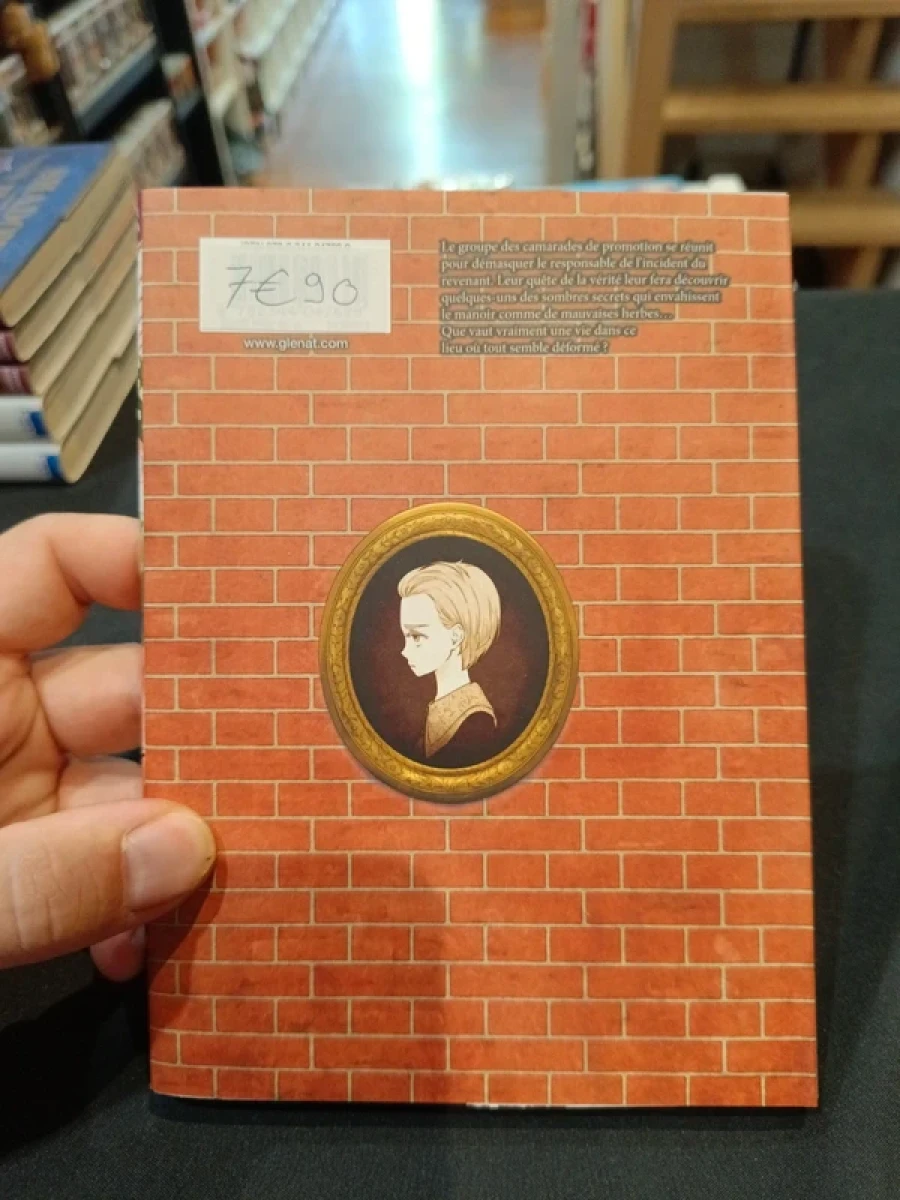 7€90
www.glenat.com
Le groupe des camarades de promotion se réunit
pour démasquer le responsable de l'incident du
revenant. Leur quête de la vérité leur fera découvrir
quelques-uns des sombres secrets qui envahissent
le manoir comme de mauvaises herbes...
Que vaut vraiment une vie dans ce
lieu où tout semble déformé ?